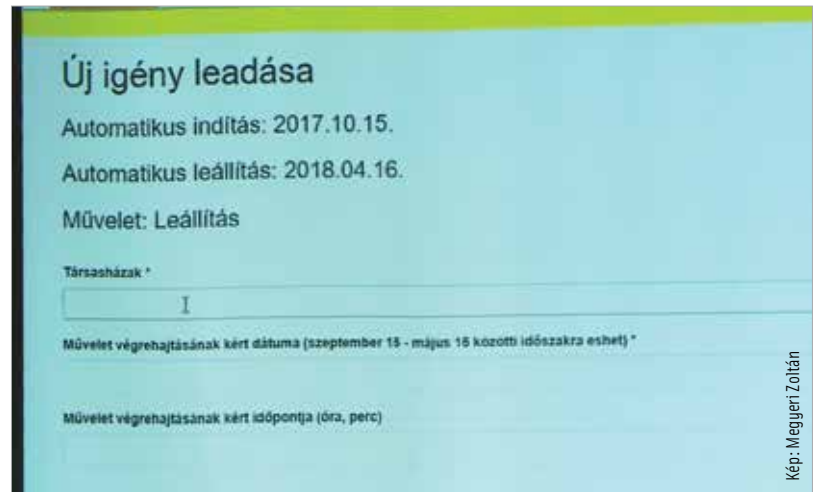 Új igény leadása
Automatikus indítás: 2017.10.15.
Automatikus leállítás: 2018.04.16.
Művelet: Leállítás
Társasházak *
Művelet végrehajtásának kért dátuma (szeptember 15 - május 15 közötti időszakra eshet) *
Művelet végrehajtásának kért időpontja (óra, perc)
Kép: Megyeri Zoltán